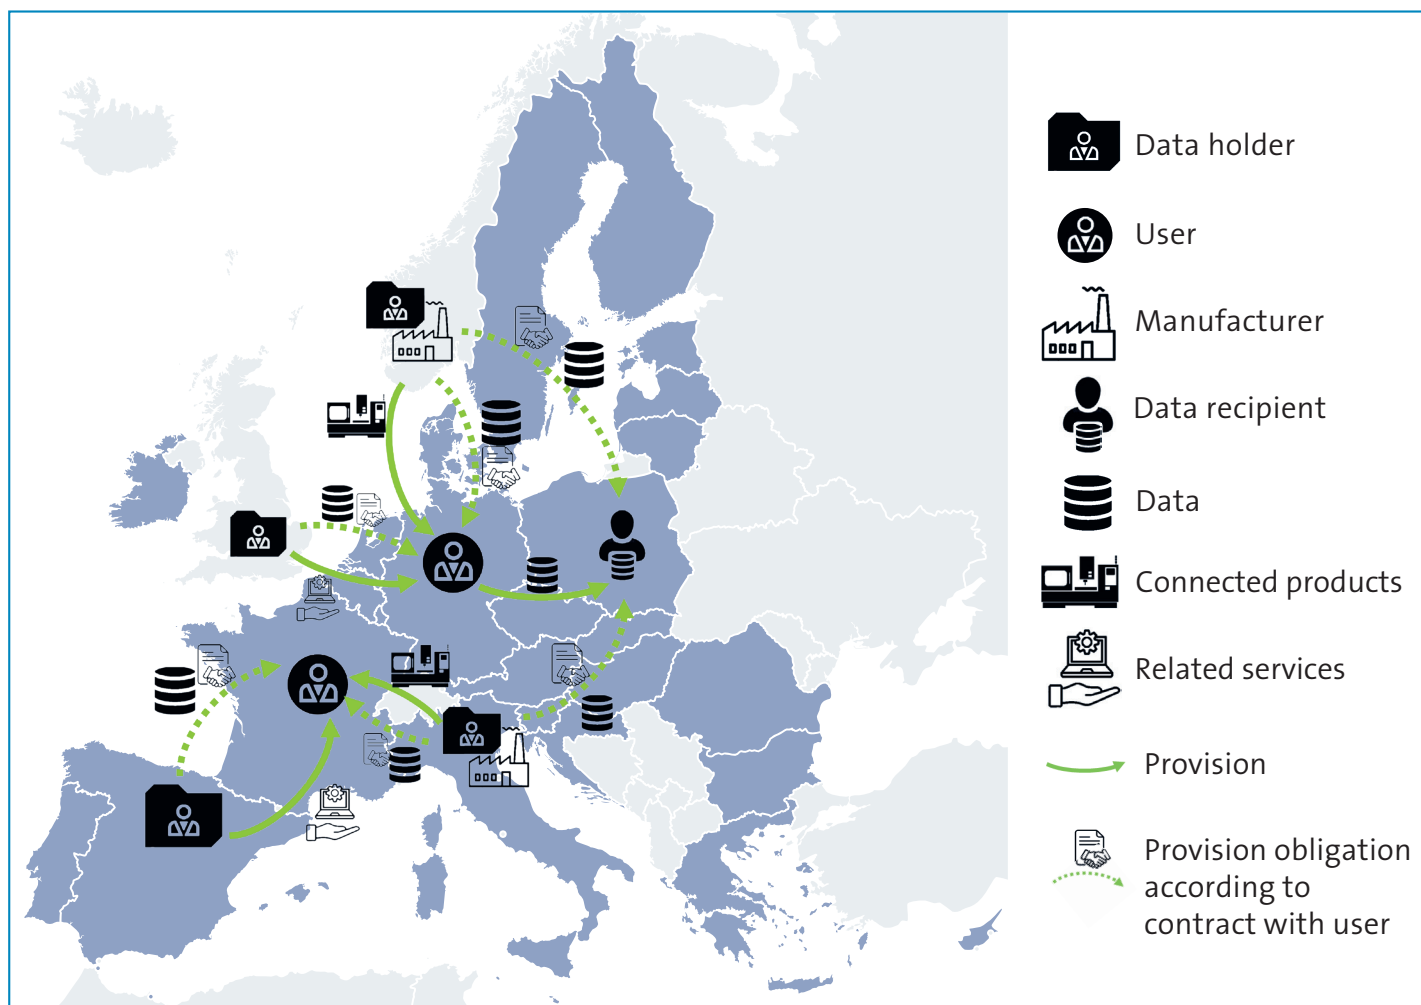 Data holder
User
Manufacturer
Data recipient
Data
Connected products
Related services
Provision
Provision obligation
according to
contract with user